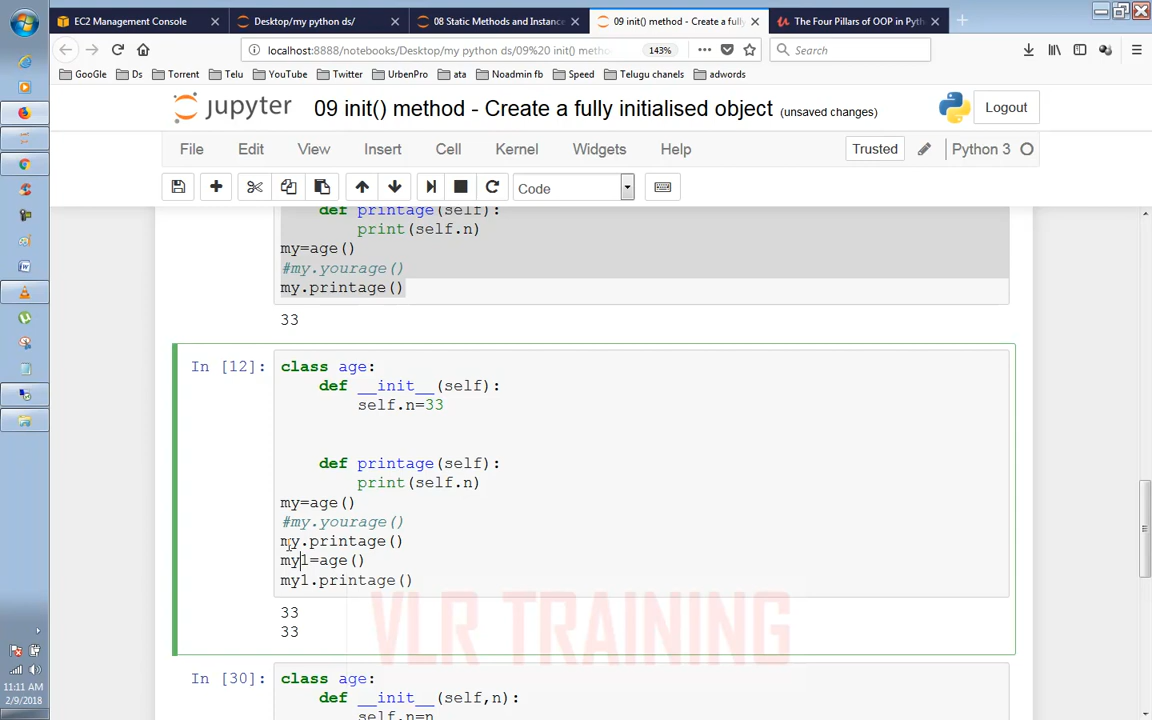 EC2 Management Console
Desktop/my python ds/
08 Static Methods and Instance
09 init() method - Create a fully
The Four Pillars of OOP in Pyth
localhost:8888/notebooks/Desktop/my python ds/09%20 init() metho
143%
Search
GooGle
Ds
Torrent
Telu
YouTube
Twitter
UrbenPro
ata
Noadmin fb
Speed
Telugu chanels
adwords
jupyter
09 init() method - Create a fully initialised object
(unsaved changes)
Logout
File
Edit
View
Insert
Cell
Kernel
Widgets
Help
Trusted
Python 3
Code
def printage(self):
print(self.n)
my=age()
#my.yourage()
my.printage()
33
In [12]:
class age:
def __init__(self):
self.n=33
def printage(self):
print(self.n)
my=age()
#my.yourage()
my.printage()
my1=age()
my1.printage()
33
33
VLR TRAINING
In [30]:
class age:
def __init__(self,n):
self.n=n
11:11 AM
2/9/2018